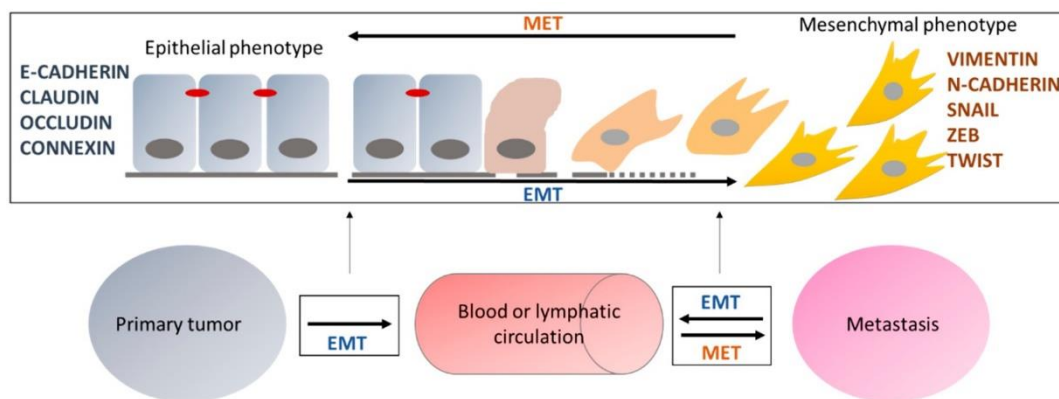 MET
Epithelial phenotype
Mesenchymal phenotype
E-CADHERIN
CLAUDIN
OCCLUDIN
CONNEXIN
VIMENTIN
N-CADHERIN
SNAIL
ZEB
TWIST
EMT
Primary tumor
EMT
Blood or lymphatic
circulation
EMT
MET
Metastasis